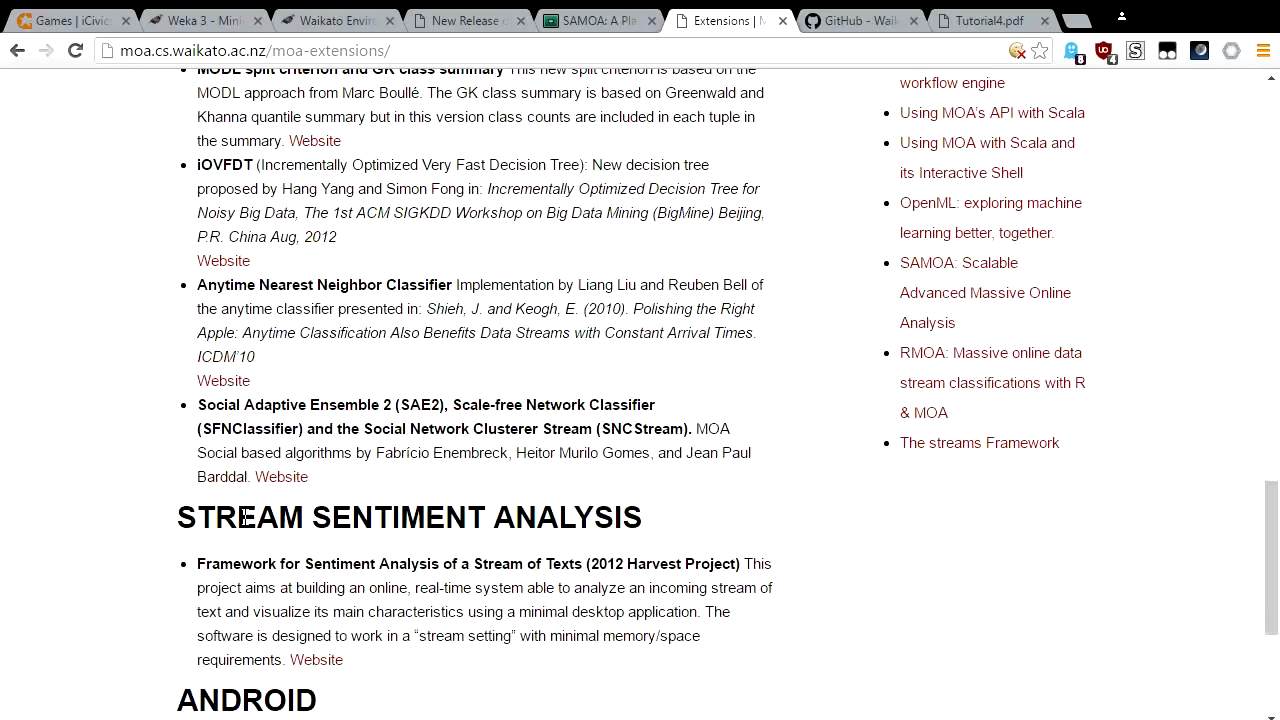 Games | iCivics
Weka 3 - Mini
Waikato Envir
New Release o
SAMOA: A Pla
Extensions | M
GitHub - Waik
Tutorial4.pdf
moa.cs.waikato.ac.nz/moa-extensions/
8
4
MODL split criterion and GK class summary This new split criterion is based on the
MODL approach from Marc Boullé. The GK class summary is based on Greenwald and
Khanna quantile summary but in this version class counts are included in each tuple in
the summary. Website
iOVFDT (Incrementally Optimized Very Fast Decision Tree): New decision tree
proposed by Hang Yang and Simon Fong in: Incrementally Optimized Decision Tree for
Noisy Big Data, The 1st ACM SIGKDD Workshop on Big Data Mining (BigMine) Beijing,
P.R. China Aug, 2012
Website
Anytime Nearest Neighbor Classifier Implementation by Liang Liu and Reuben Bell of
the anytime classifier presented in: Shieh, J. and Keogh, E. (2010). Polishing the Right
Apple: Anytime Classification Also Benefits Data Streams with Constant Arrival Times.
ICDM'10
Website
Social Adaptive Ensemble 2 (SAE2), Scale-free Network Classifier
(SFNClassifier) and the Social Network Clusterer Stream (SNCStream). MOA
Social based algorithms by Fabrício Enembreck, Heitor Murilo Gomes, and Jean Paul
Barddal. Website
STREAM SENTIMENT ANALYSIS
Framework for Sentiment Analysis of a Stream of Texts (2012 Harvest Project) This
project aims at building an online, real-time system able to analyze an incoming stream of
text and visualize its main characteristics using a minimal desktop application. The
software is designed to work in a “stream setting” with minimal memory/space
requirements. Website
ANDROID
workflow engine
Using MOA's API with Scala
Using MOA with Scala and
its Interactive Shell
OpenML: exploring machine
learning better, together.
SAMOA: Scalable
Advanced Massive Online
Analysis
RMOA: Massive online data
stream classifications with R
& MOA
The streams Framework